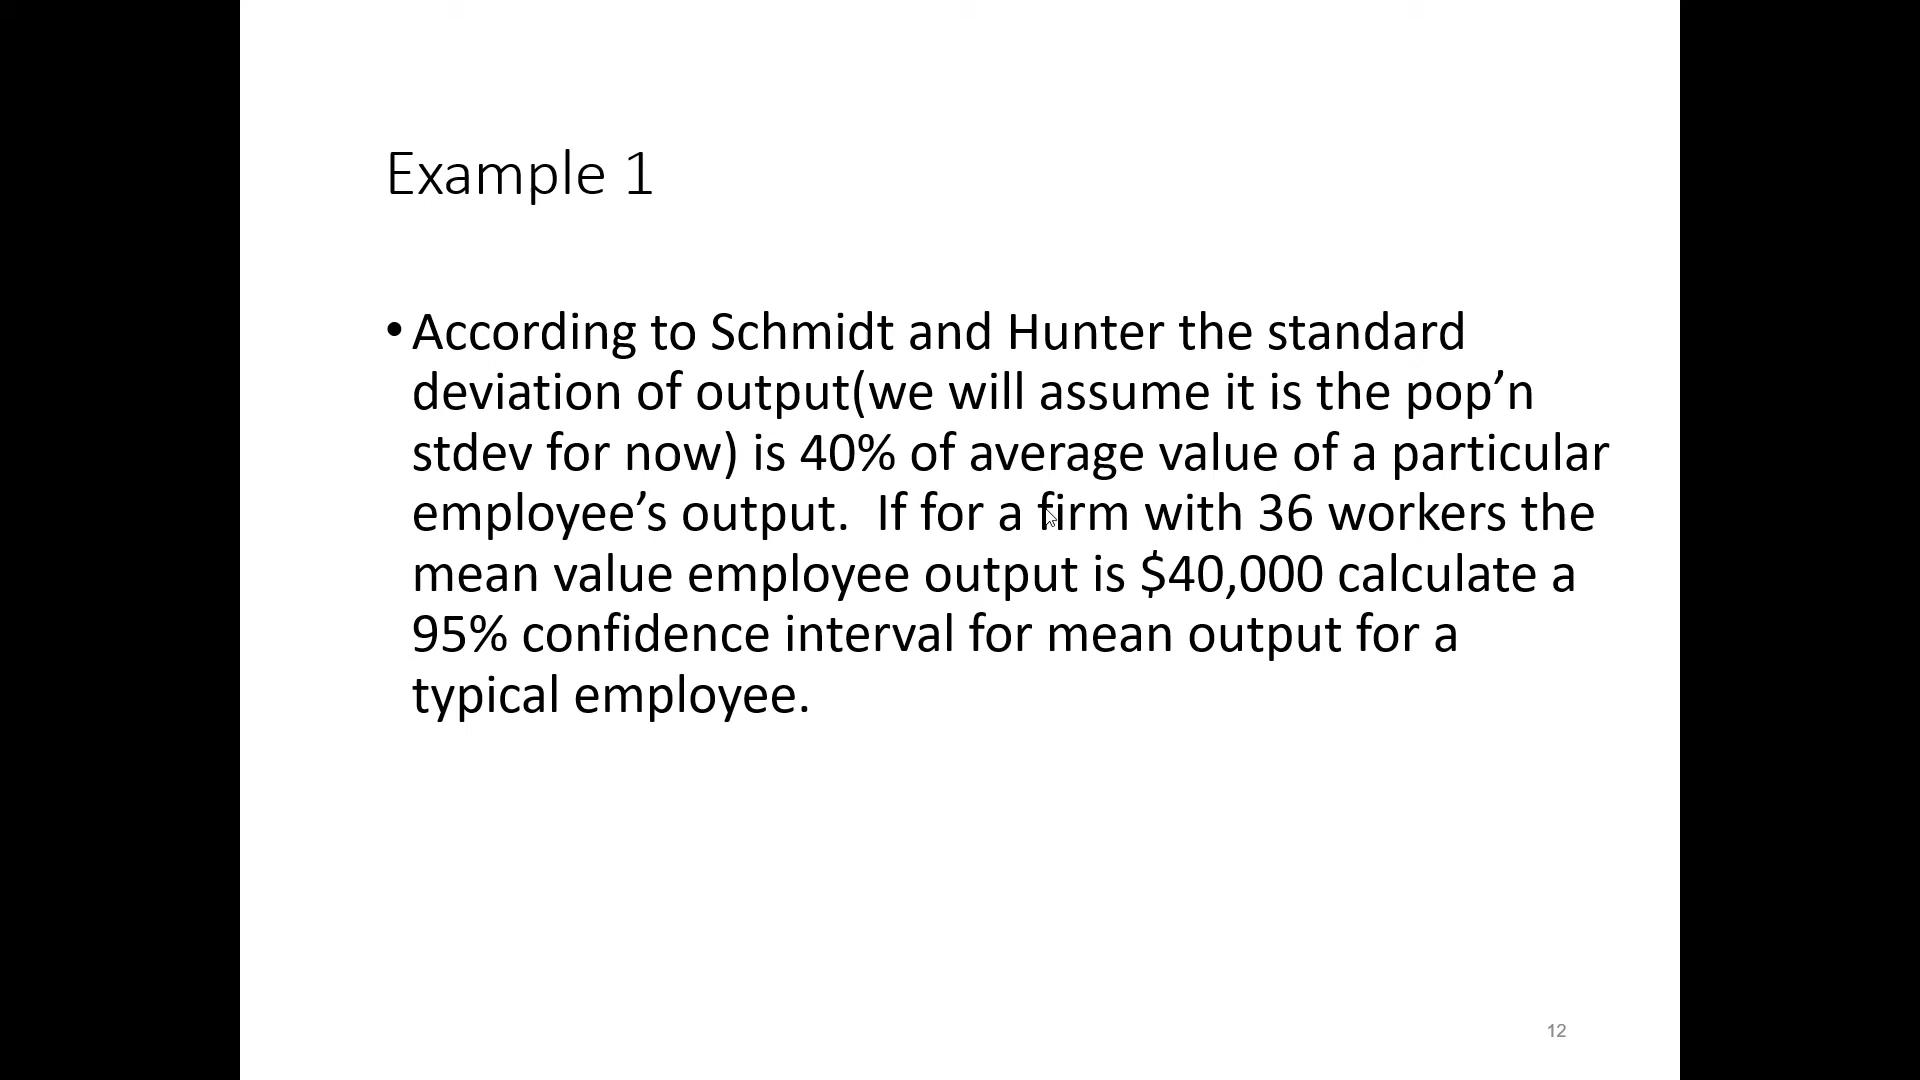 Example 1
•According to Schmidt and Hunter the standard
deviation of output(we will assume it is the pop’n
stdev for now) is 40% of average value of a particular
employee’s output.  If for a firm with 36 workers the
mean value employee output is $40,000 calculate a
95% confidence interval for mean output for a
typical employee.
12